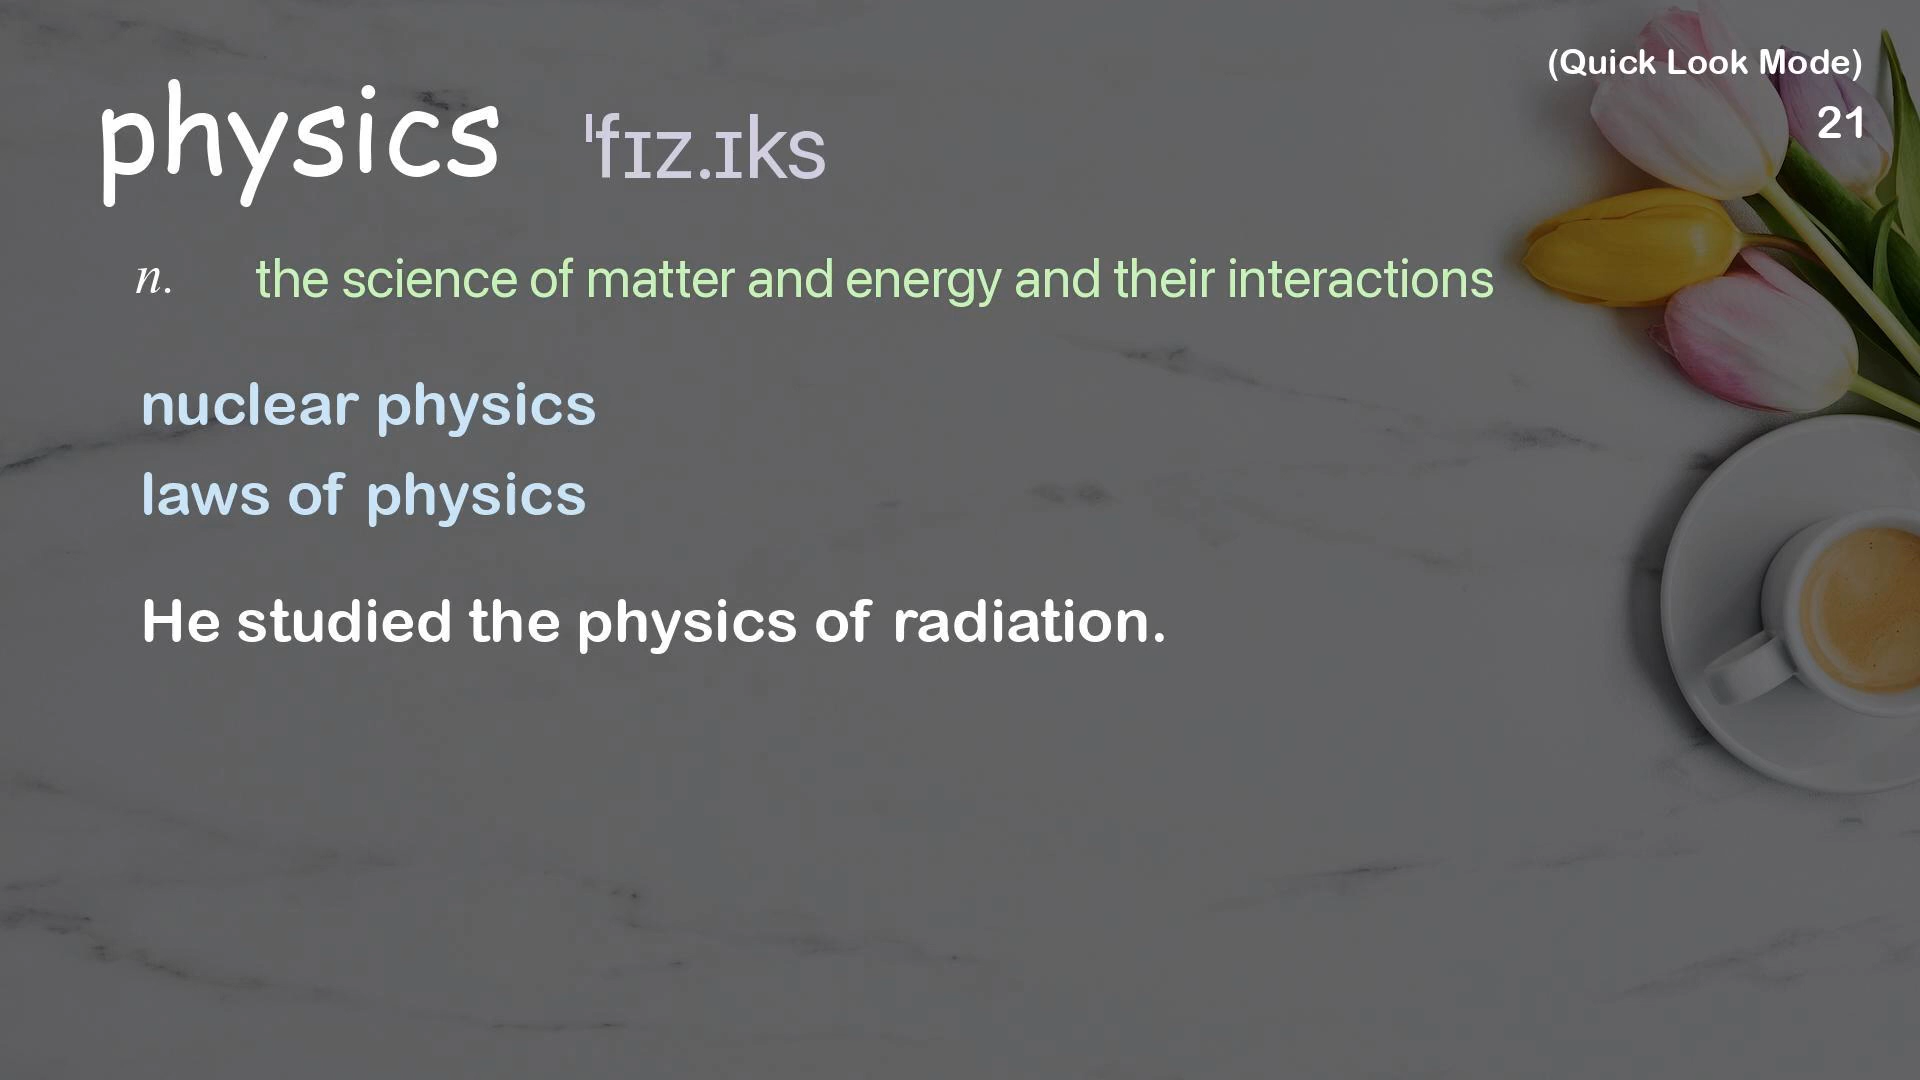 (Quick Look Mode)
21
physics ˈfɪz.ɪks
n. the science of matter and energy and their interactions
nuclear physics
laws of physics
He studied the physics of radiation.